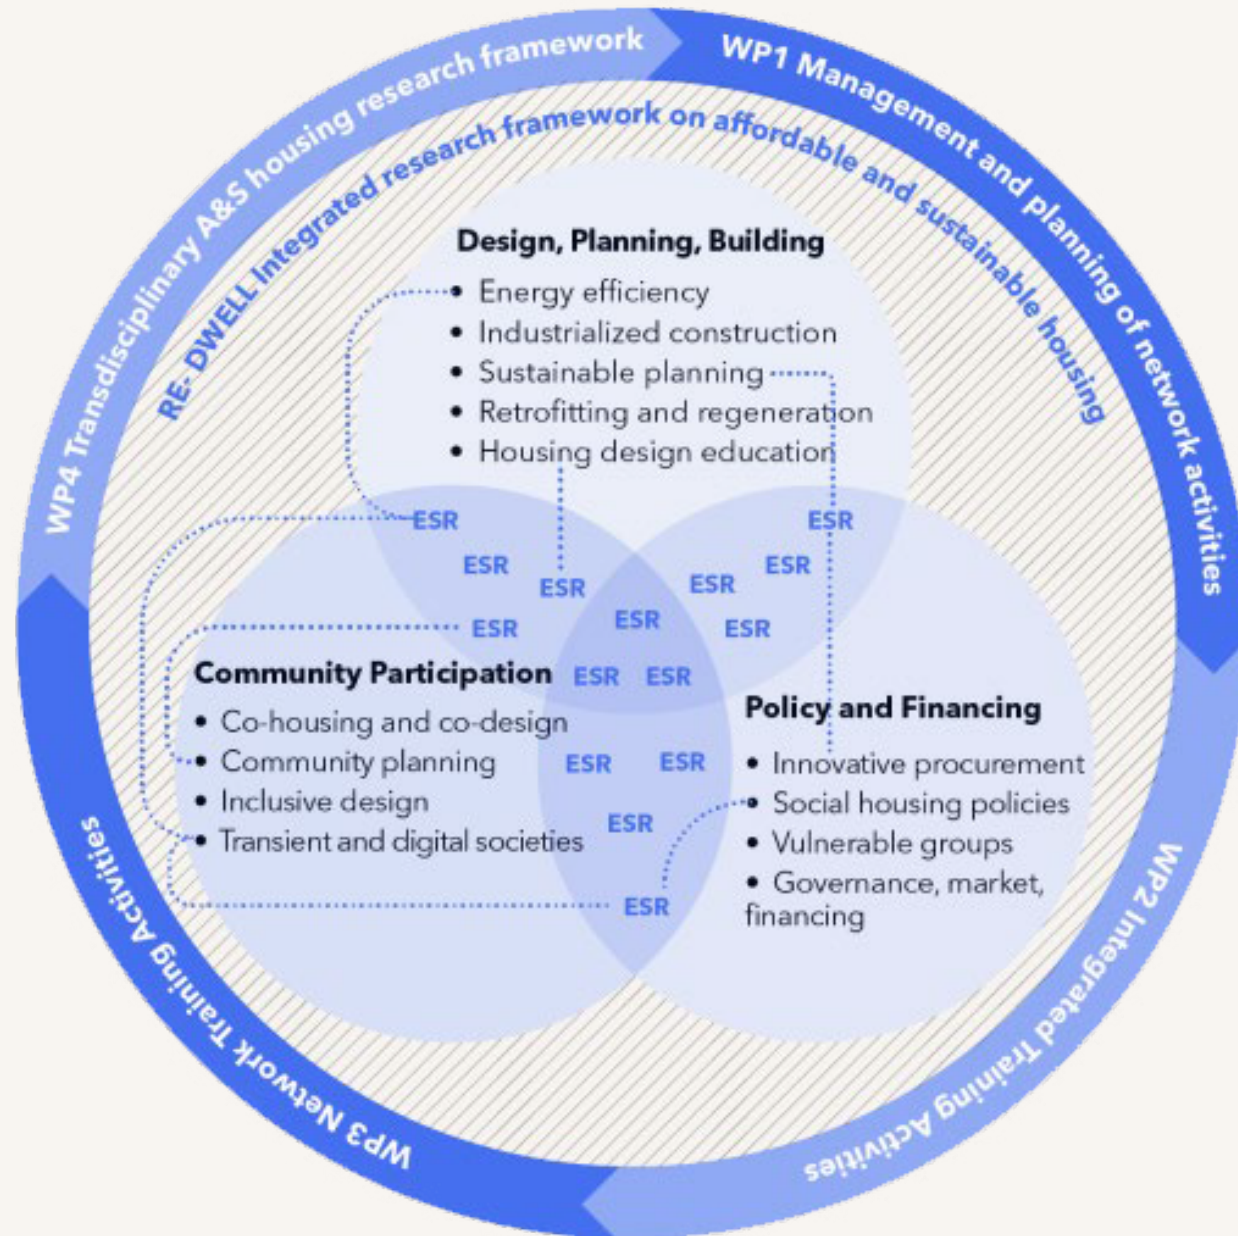 WP4 Transdisciplinary A&S housing research framework
WP1 Management and planning of network activities
RE- DWELL Integrated research framework on affordable and sustainable housing
Design, Planning, Building
• Energy efficiency
• Industrialized construction
• Sustainable planning
• Retrofitting and regeneration
• Housing design education
ESR
ESR
ESR
ESR
ESR
ESR
ESR
ESR
ESR
ESR
ESR
Community Participation
• Co-housing and co-design
• Community planning
• Inclusive design
• Transient and digital societies
ESR
ESR
ESR
ESR
Policy and Financing
• Innovative procurement
• Social housing policies
• Vulnerable groups
• Governance, market,
financing
WP3 Network Training Activities
WP2 Integrated Training Activities